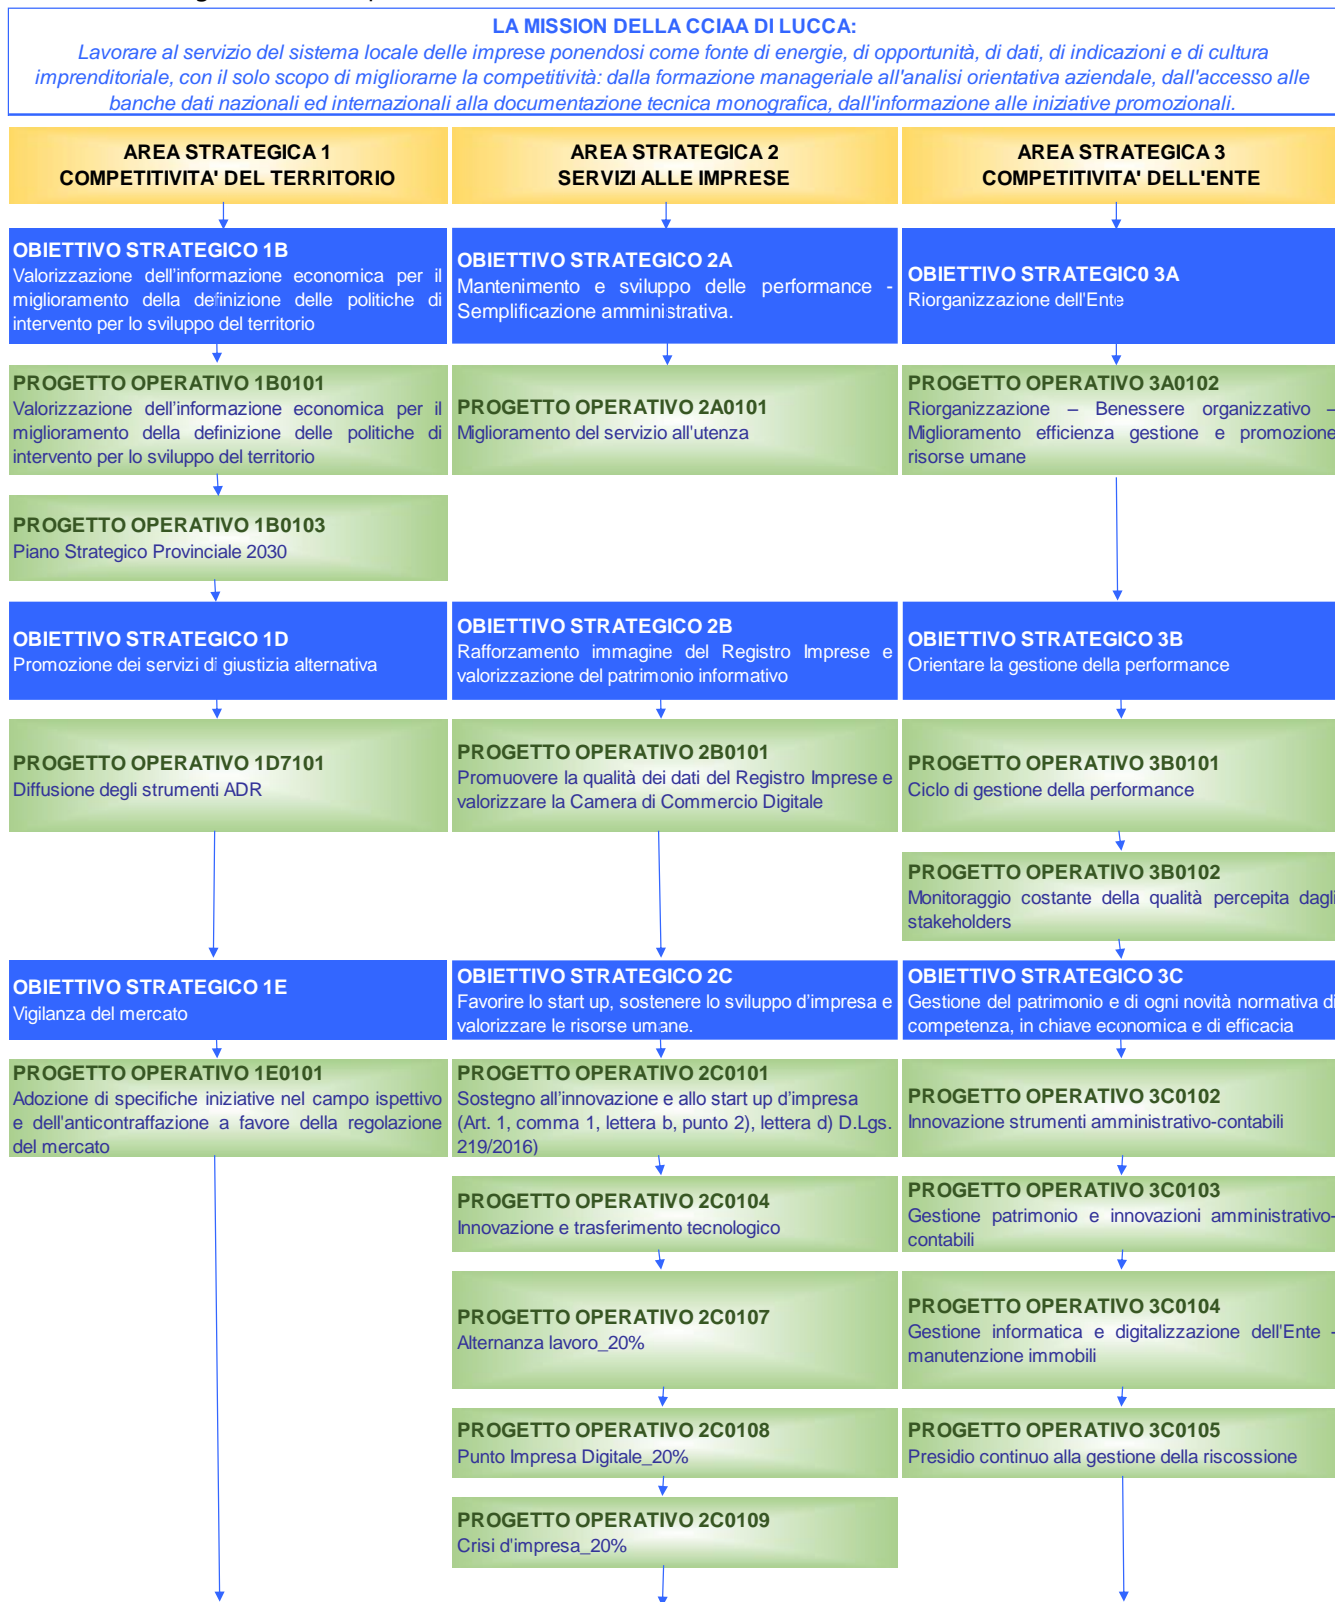 LA MISSION DELLA CCIAA DI LUCCA:
Lavorare al servizio del sistema locale delle imprese ponendosi come fonte di energie, di opportunità, di dati, di indicazioni e di cultura
imprenditoriale, con il solo scopo di migliorarne la competitività: dalla formazione manageriale all'analisi orientativa aziendale, dall'accesso alle
banche dati nazionali ed internazionali alla documentazione tecnica monografica, dall'informazione alle iniziative promozionali.
AREA STRATEGICA 1
COMPETITIVITA' DEL TERRITORIO
OBIETTIVO STRATEGICO 1B
Valorizzazione dell'informazione economica per il
miglioramento della definizione delle politiche di
intervento per lo sviluppo del territorio
PROGETTO OPERATIVO 1B0101
Valorizzazione dell'informazione economica per il
miglioramento della definizione delle politiche di
intervento per lo sviluppo del territorio
PROGETTO OPERATIVO 1B0103
Piano Strategico Provinciale 2030
OBIETTIVO STRATEGICO 1D
Promozione dei servizi di giustizia alternativa
PROGETTO OPERATIVO 1D7101
Diffusione degli strumenti ADR
OBIETTIVO STRATEGICO 1E
Vigilanza del mercato
PROGETTO OPERATIVO 1E0101
Adozione di specifiche iniziative nel campo ispettivo
e dell'anticontraffazione a favore della regolazione
del mercato
AREA STRATEGICA 2
SERVIZI ALLE IMPRESE
OBIETTIVO STRATEGICO 2A
Mantenimento e sviluppo delle performance -
Semplificazione amministrativa.
PROGETTO OPERATIVO 2A0101
Miglioramento del servizio all'utenza
OBIETTIVO STRATEGICO 2B
Rafforzamento immagine del Registro Imprese e
valorizzazione del patrimonio informativo
PROGETTO OPERATIVO 2B0101
Promuovere la qualità dei dati del Registro Imprese e
valorizzare la Camera di Commercio Digitale
OBIETTIVO STRATEGICO 2C
Favorire lo start up, sostenere lo sviluppo d'impresa e
valorizzare le risorse umane.
PROGETTO OPERATIVO 2C0101
Sostegno all'innovazione e allo start up d'impresa
(Art. 1, comma 1, lettera b, punto 2), lettera d) D.Lgs.
219/2016)
PROGETTO OPERATIVO 2C0104
Innovazione e trasferimento tecnologico
PROGETTO OPERATIVO 2C0107
Alternanza lavoro_20%
PROGETTO OPERATIVO 2C0108
Punto Impresa Digitale_20%
PROGETTO OPERATIVO 2C0109
Crisi d'impresa_20%
AREA STRATEGICA 3
COMPETITIVITA' DELL'ENTE
OBIETTIVO STRATEGIC0 3A
Riorganizzazione dell'Ente
PROGETTO OPERATIVO 3A0102
Riorganizzazione – Benessere organizzativo –
Miglioramento efficienza gestione e promozione
risorse umane
OBIETTIVO STRATEGICO 3B
Orientare la gestione della performance
PROGETTO OPERATIVO 3B0101
Ciclo di gestione della performance
PROGETTO OPERATIVO 3B0102
Monitoraggio costante della qualità percepita dagli
stakeholders
OBIETTIVO STRATEGICO 3C
Gestione del patrimonio e di ogni novità normativa di
competenza, in chiave economica e di efficacia
PROGETTO OPERATIVO 3C0102
Innovazione strumenti amministrativo-contabili
PROGETTO OPERATIVO 3C0103
Gestione patrimonio e innovazioni amministrativo-
contabili
PROGETTO OPERATIVO 3C0104
Gestione informatica e digitalizzazione dell'Ente -
manutenzione immobili
PROGETTO OPERATIVO 3C0105
Presidio continuo alla gestione della riscossione